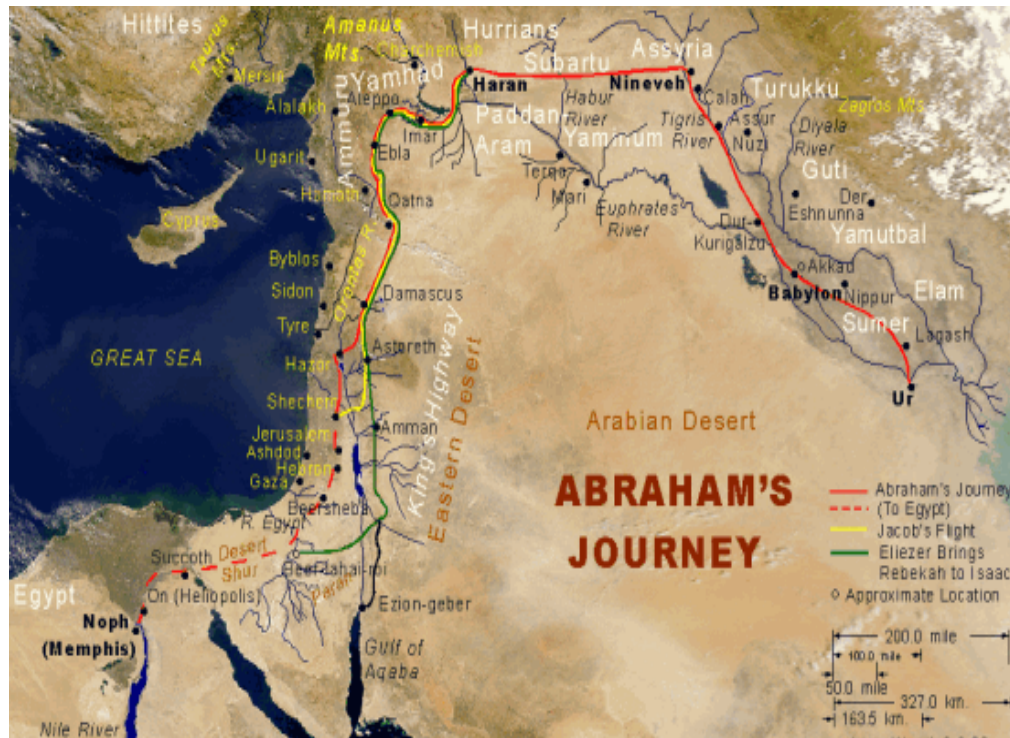 Hittites
Taurus
Mts.
Mersin
Amanus
Mts.
Charchemish
Hurrians
Assyria
Subartu
Yamhad
Haran
Nineveh
Calah
Turukku
Zagros Mts.
Alalakh
Aleppo
Imar
Paddan
Aram
Habur
River
Yaminum
Tigris
River
Assur
Nuzi
Diyala
River
Ammuru
Ebla
Ugarit
Hamath
Qatna
Terqa
Mari
Euphrates
River
Guti
Der
Eshnunna
Yamutbal
Dur-
Kurigalzu
Cyprus
Orontas R.
Byblos
Sidon
Tyre
Damascus
Akkad
Babylon
Nippur
Elam
Sumer
Lagash
Ur
GREAT SEA
Hazor
Astoreth
King's Highway
Eastern Desert
Shechem
Amman
Jerusalem
Ashdod
Hebron
Gaza
Beersheba
R. Egypt
Arabian Desert
ABRAHAM'S
JOURNEY
Abraham's Journey
(To Egypt)
Jacob's Flight
Eliezer Brings
Rebekah to Isaac
Approximate Location
Succoth
Desert
Shur
Beer-lahai-roi
Paran
Egypt
On (Heliopolis)
Noph
(Memphis)
Ezion-geber
Gulf of
Aqaba
Nile River
200.0 mile
100.0 mile
50.0 mile
327.0 km.
163.5 km.